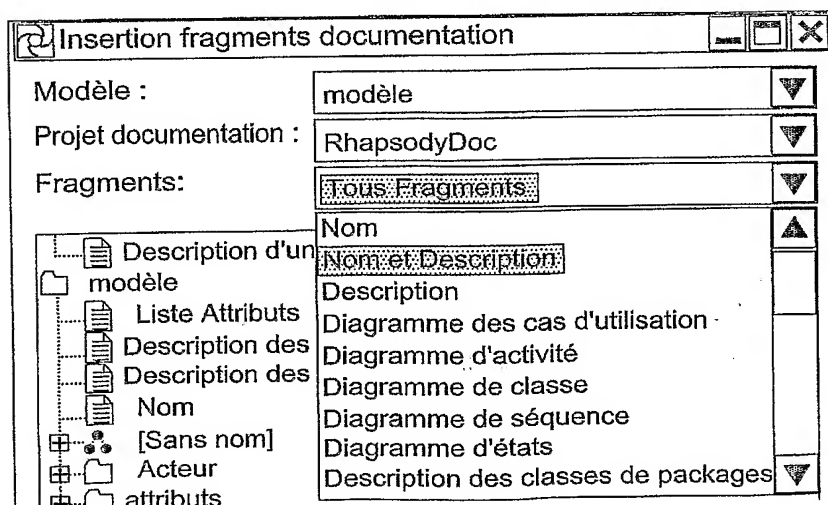 Insertion fragments documentation
Modèle :
modèle
Projet documentation :
RhapsodyDoc
Fragments:
Tous Fragments
Nom
Nom et Description
Description
Diagramme des cas d'utilisation
Diagramme d'activité
Diagramme de classe
Diagramme de séquence
Diagramme d'états
Description des classes de packages
Description d'un
modèle
Liste Attributs
Description des
Description des
Nom
[Sans nom]
Acteur
attributs